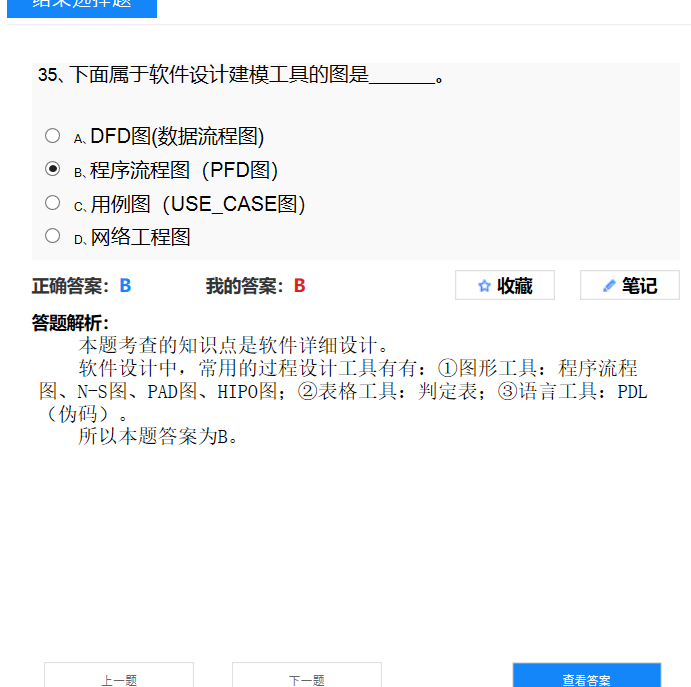 结果选择题
35、下面属于软件设计建模工具的图是______。
A、DFD图(数据流程图)
B、程序流程图（PFD图）
C、用例图（USE_CASE图）
D、网络工程图
正确答案： B 我的答案： B 收藏 笔记
答题解析：
本题考查的知识点是软件详细设计。
软件设计中，常用的过程设计工具有有：①图形工具：程序流程
图、N-S图、PAD图、HIPO图；②表格工具：判定表；③语言工具：PDL
（伪码）。
所以本题答案为B。
上一题 下一题 查看答案